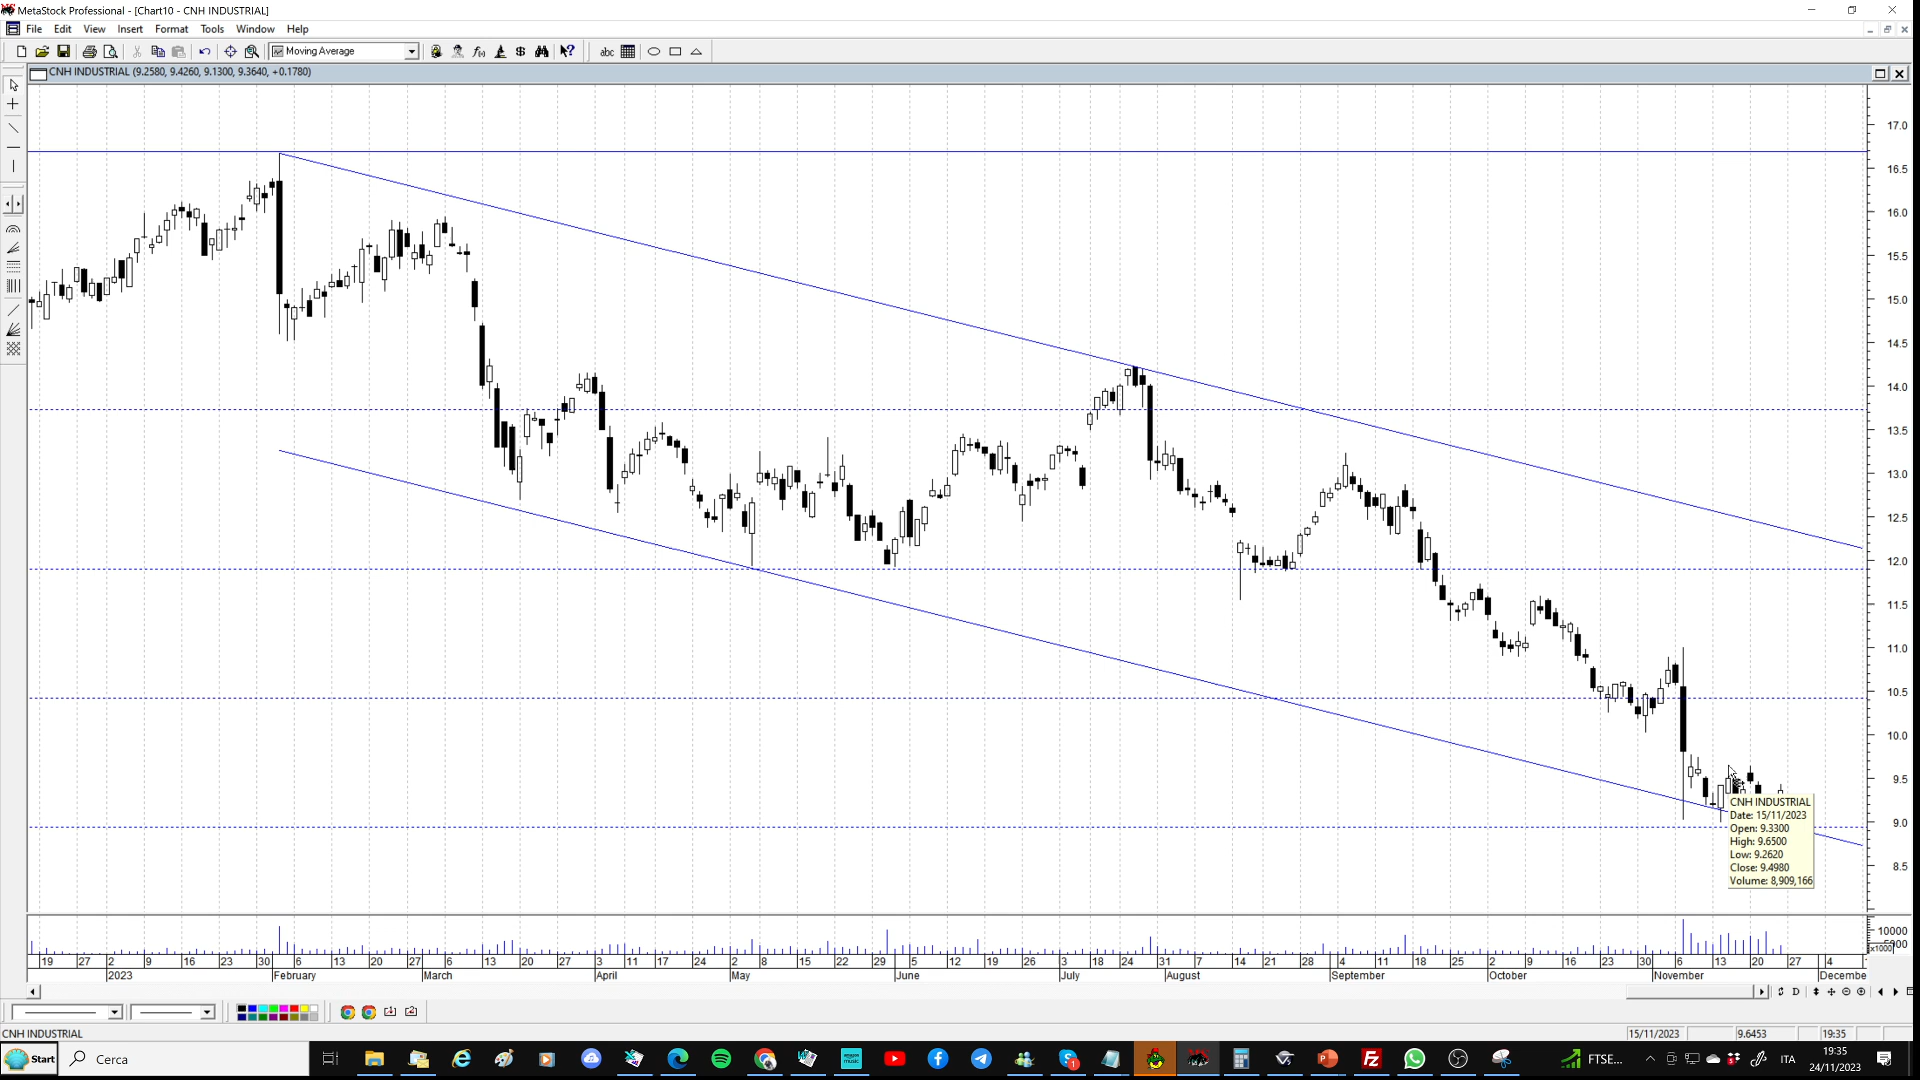 MetaStock Professional - [Chart10 - CNH INDUSTRIAL]
File Edit View Insert Format Tools Window Help
Moving Average
abc
CNH INDUSTRIAL (9.2580, 9.4260, 9.1300, 9.3640, +0.1780)
17.0
16.5
16.0
15.5
15.0
14.5
14.0
13.5
13.0
12.5
12.0
11.5
11.0
10.5
10.0
9.5
9.0
8.5
CNH INDUSTRIAL
Date: 15/11/2023
Open: 9.3300
High: 9.6500
Low: 9.2620
Close: 9.4980
Volume: 8,909,166
10000
5000
x1000
19 27 2 9 16 23 30 6 13 20 27 6 13 20 27 3 11 17 24 2 8 15 22 29 5 12 19 26 3 18 24 31 7 14 21 28 4 11 18 25 2 9 16 23 30 6 13 20 27 4
2023 February March April May June July August September October November Decembe
D
CNH INDUSTRIAL 15/11/2023 9.6453 19:35
Start Cerca FTSE... ITA 19:35
24/11/2023